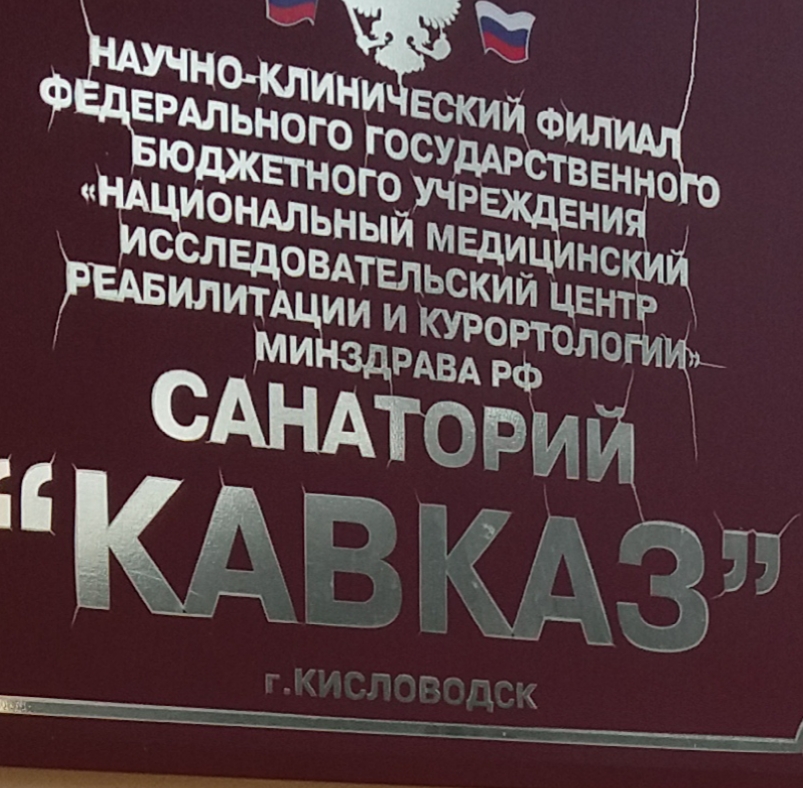 НАУЧНО-КЛИНИЧЕСКИЙ ФИЛИАЛ
ФЕДЕРАЛЬНОГО ГОСУДАРСТВЕННОГО
БЮДЖЕТНОГО УЧРЕЖДЕНИЯ
«НАЦИОНАЛЬНЫЙ МЕДИЦИНСКИЙ
ИССЛЕДОВАТЕЛЬСКИЙ ЦЕНТР
РЕАБИЛИТАЦИИ И КУРОРТОЛОГИИ»
МИНЗДРАВА РФ
САНАТОРИЙ
“КАВКАЗ”
г.КИСЛОВОДСК